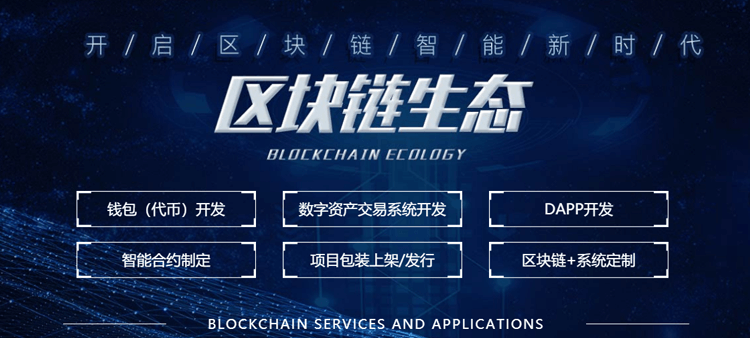 开/启/区/块/链/智/能/新/时/代
区块链生态
BLOCKCHAIN ECOLOGY
钱包（代币）开发 数字资产交易系统开发 DAPP开发
智能合约制定 项目包装上架/发行 区块链+系统定制
BLOCKCHAIN SERVICES AND APPLICATIONS